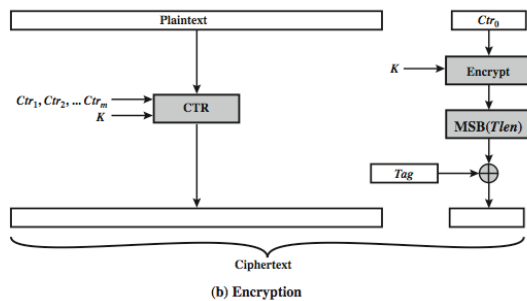 Plaintext
Ctr0
K
Encrypt
Ctr1, Ctr2, ... Ctrm
K
CTR
MSB(Tlen)
Tag
Ciphertext
(b) Encryption